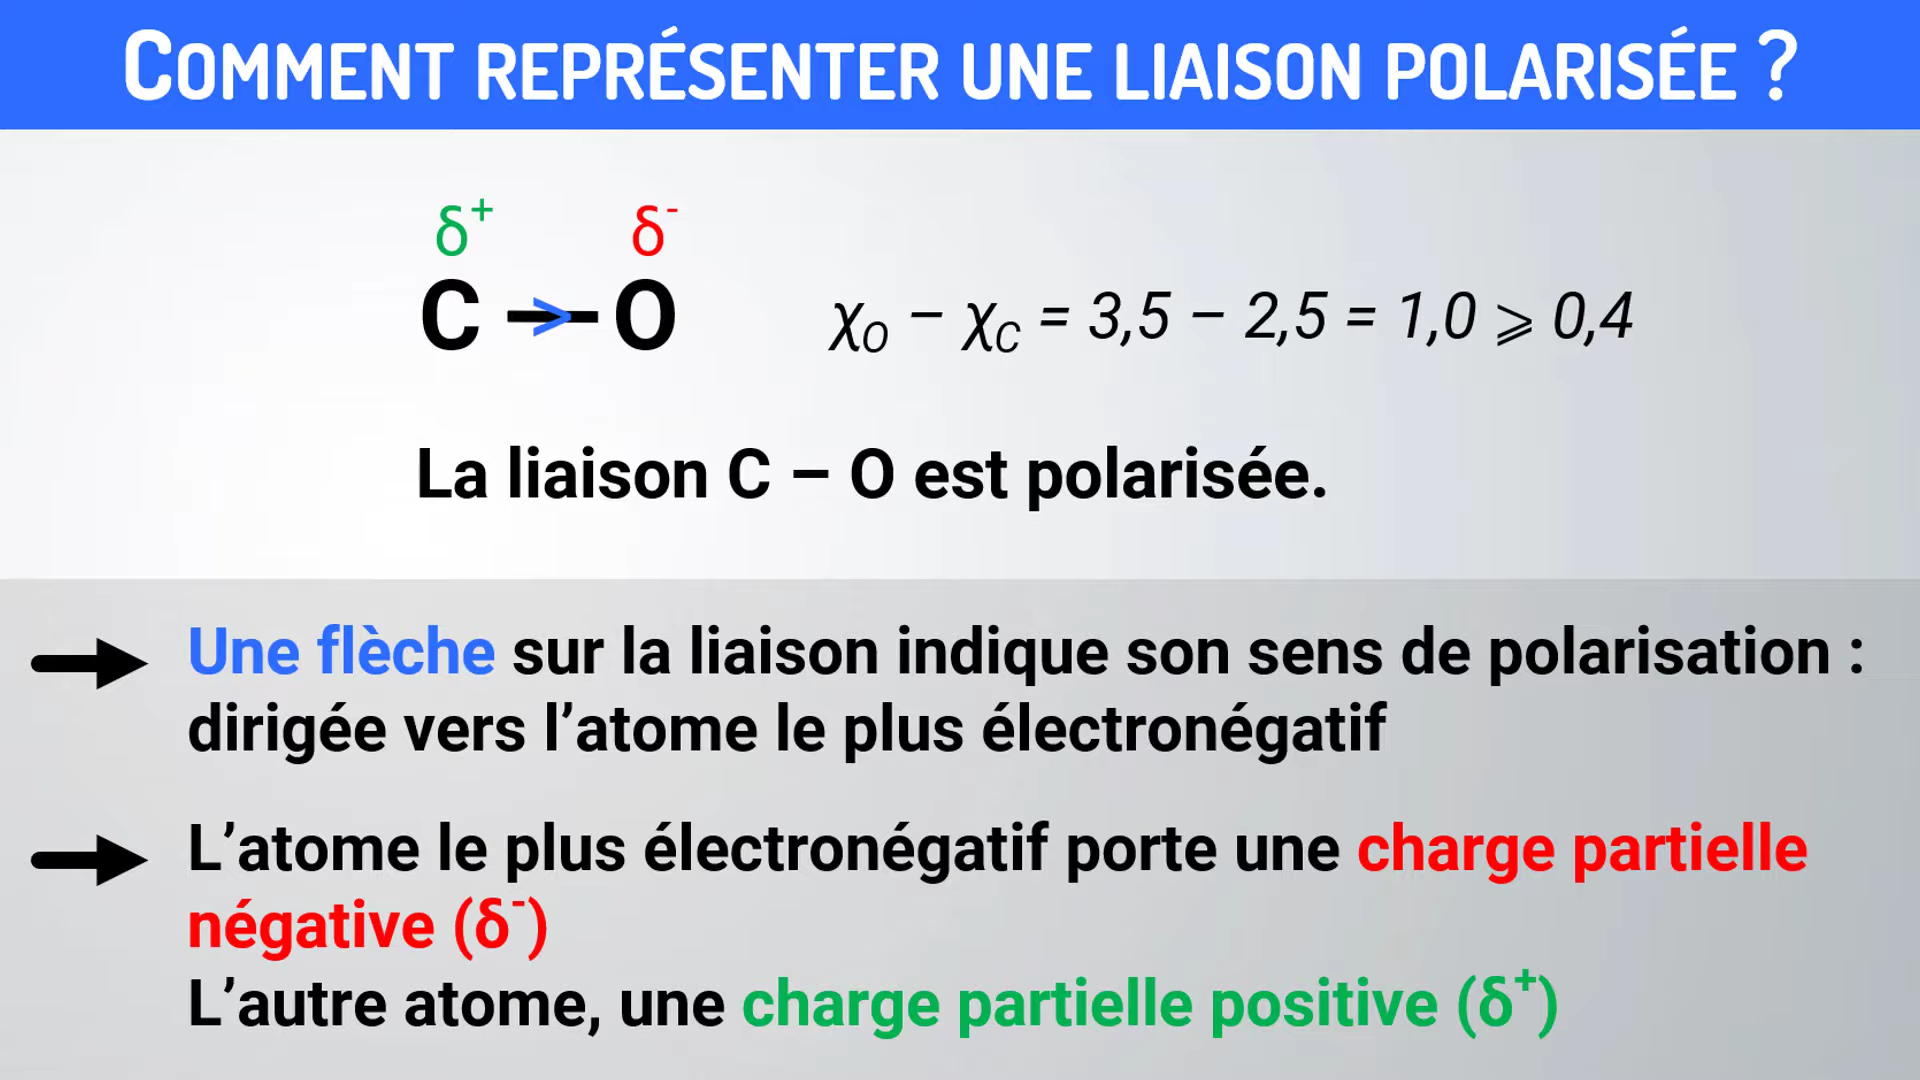 COMMENT REPRÉSENTER UNE LIAISON POLARISÉE ?
δ⁺ δ⁻
C > O χO – χC = 3,5 – 2,5 = 1,0 ⩾ 0,4
La liaison C – O est polarisée.
Une flèche sur la liaison indique son sens de polarisation :
dirigée vers l’atome le plus électronégatif
L’atome le plus électronégatif porte une charge partielle
négative (δ⁻)
L’autre atome, une charge partielle positive (δ⁺)